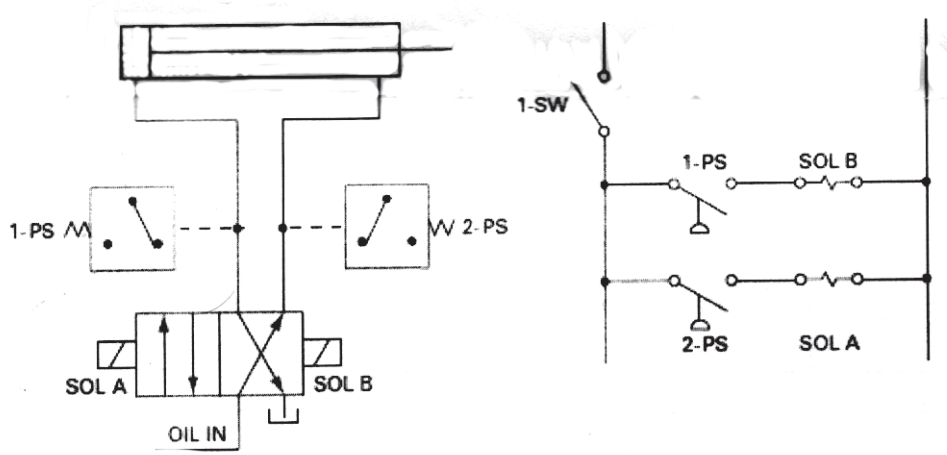 1-PS
2-PS
SOL A
SOL B
OIL IN
1-SW
1-PS
SOL B
2-PS
SOL A